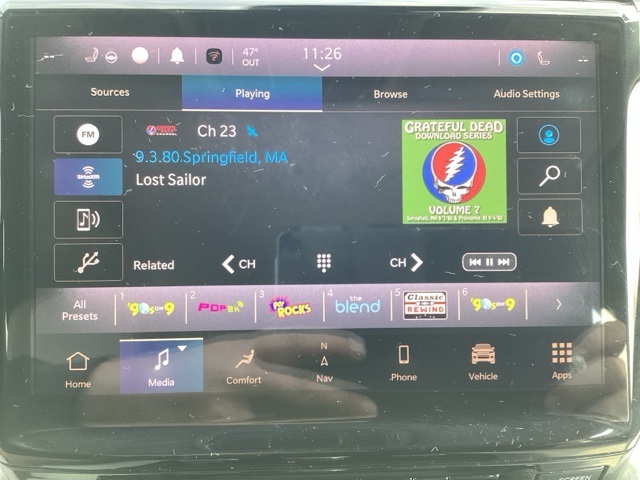 47°
OUT
11:26
Sources
Playing
Browse
Audio Settings
FM
Ch 23
9.3.80 Springfield, MA
Lost Sailor
GRATEFUL DEAD
DOWNLOAD SERIES
VOLUME 7
SiriusXM
Related
CH
CH
All
Presets
1
'90s on 9
2
POP2K
3
POP ROCKS
4
the
blend
5
Classic
REWIND
6
'90s on 9
Home
Media
Comfort
N
Nav
Phone
Vehicle
Apps
SCREEN